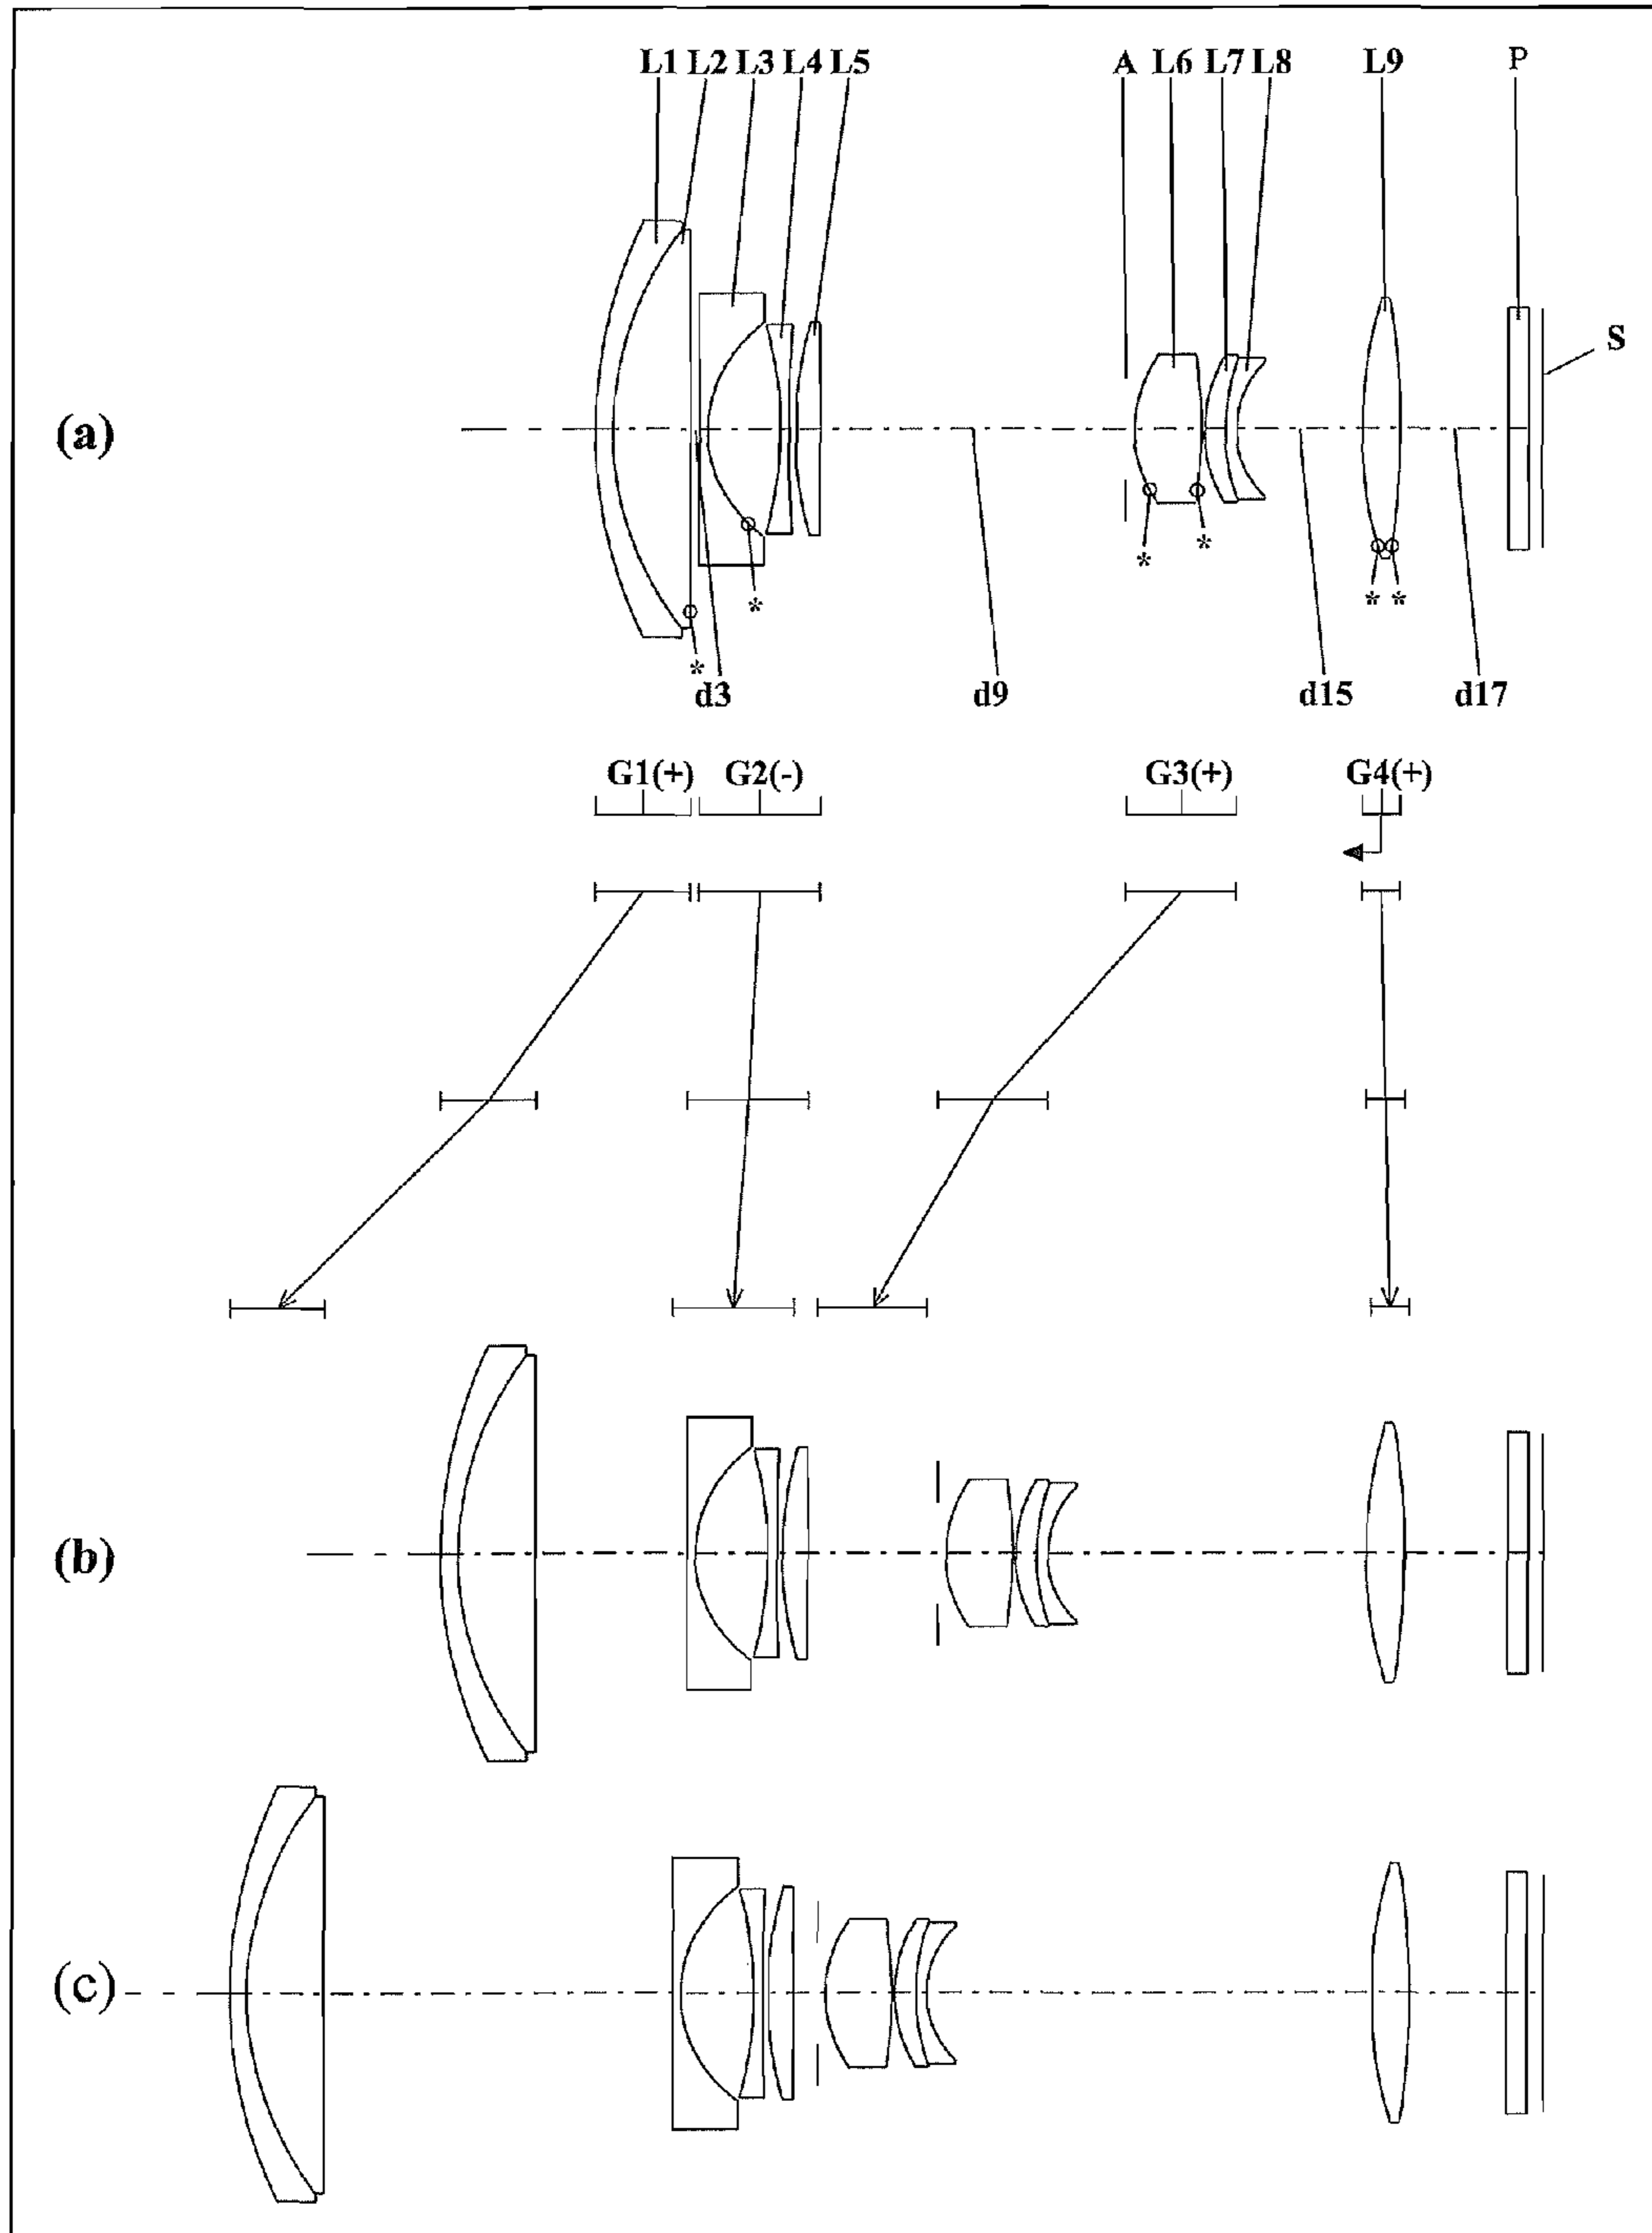 L1 L2 L3 L4 L5 A L6 L7 L8 L9 P
S
(a)
* * * * * *
d3 d9 d15 d17
G1(+) G2(-) G3(+) G4(+)
(b)
(c)